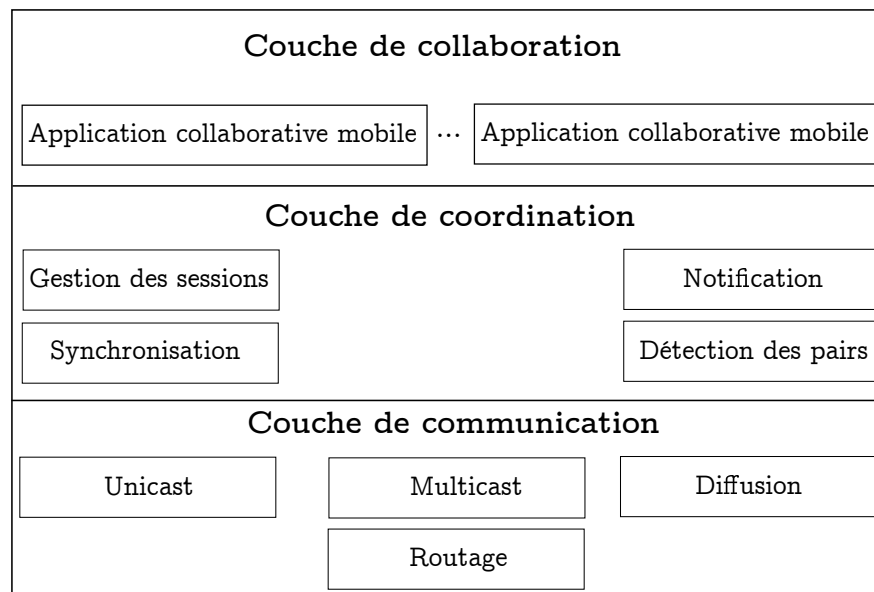 Couche de collaboration
Application collaborative mobile ... Application collaborative mobile
Couche de coordination
Gestion des sessions
Notification
Synchronisation
Détection des pairs
Couche de communication
Unicast
Multicast
Diffusion
Routage